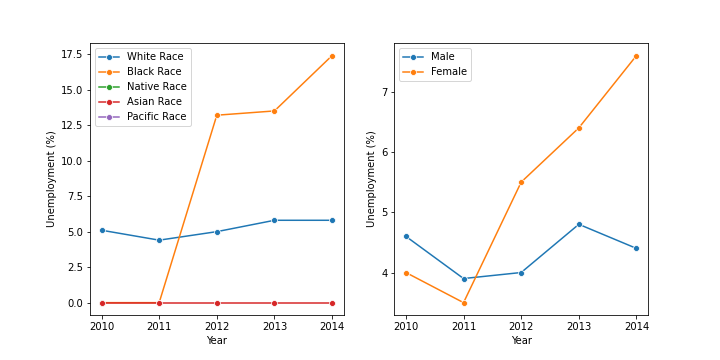 17.5
15.0
12.5
10.0
7.5
5.0
2.5
0.0
Unemployment (%)
White Race
Black Race
Native Race
Asian Race
Pacific Race
2010 2011 2012 2013 2014
Year
7
6
5
4
Unemployment (%)
Male
Female
2010 2011 2012 2013 2014
Year